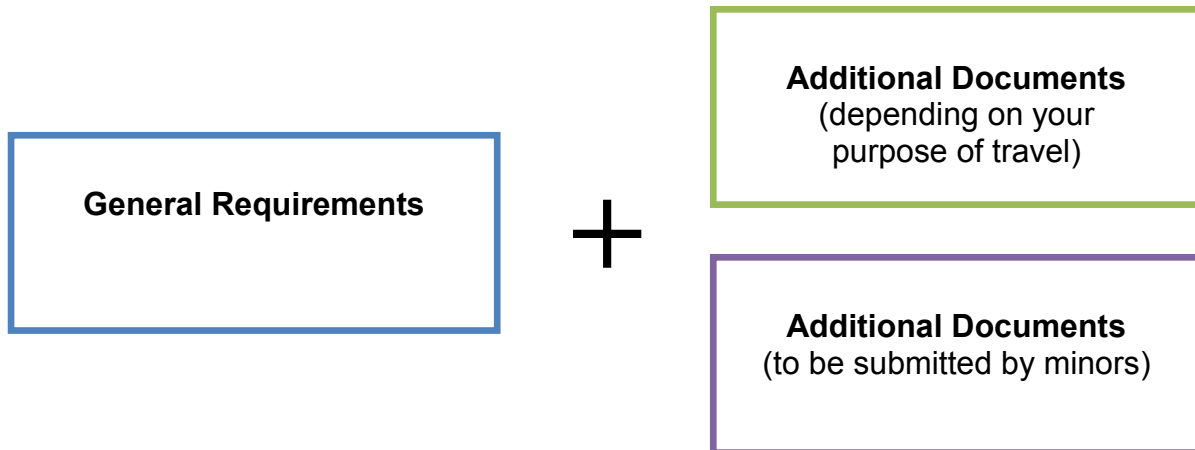 General Requirements
+
Additional Documents
(depending on your
purpose of travel)
Additional Documents
(to be submitted by minors)